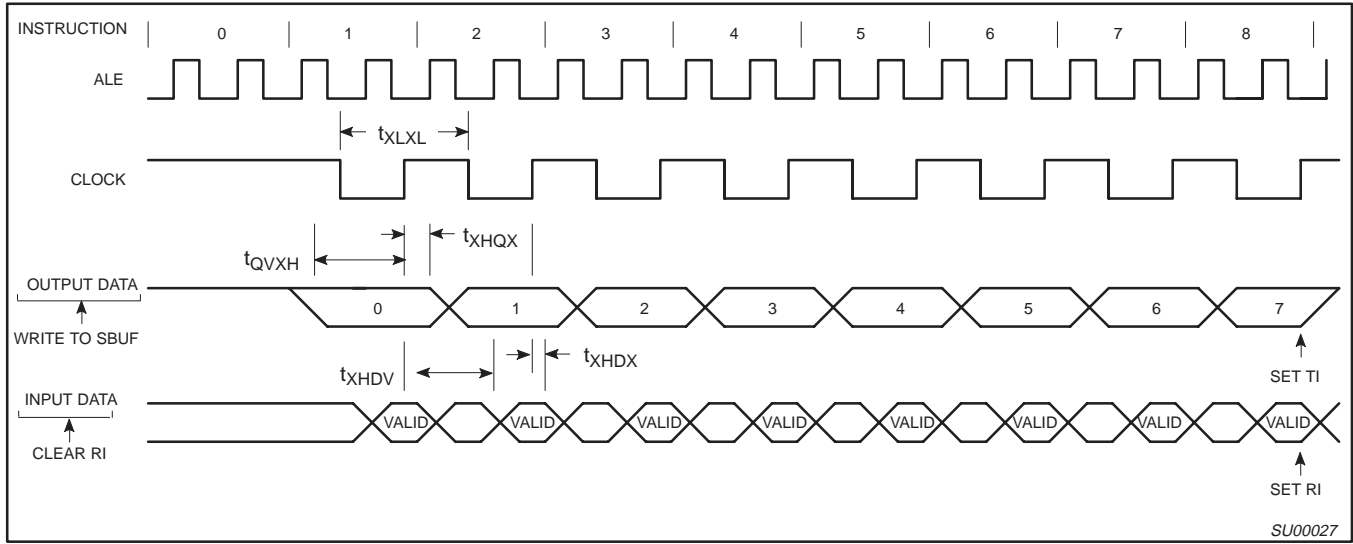 INSTRUCTION 0 1 2 3 4 5 6 7 8
ALE
tXLXL
CLOCK
tXHQX
tQVXH
OUTPUT DATA
0 1 2 3 4 5 6 7
WRITE TO SBUF
tXHDX
tXHDV
SET TI
INPUT DATA
VALID VALID VALID VALID VALID VALID VALID VALID
CLEAR RI
SET RI
SU00027